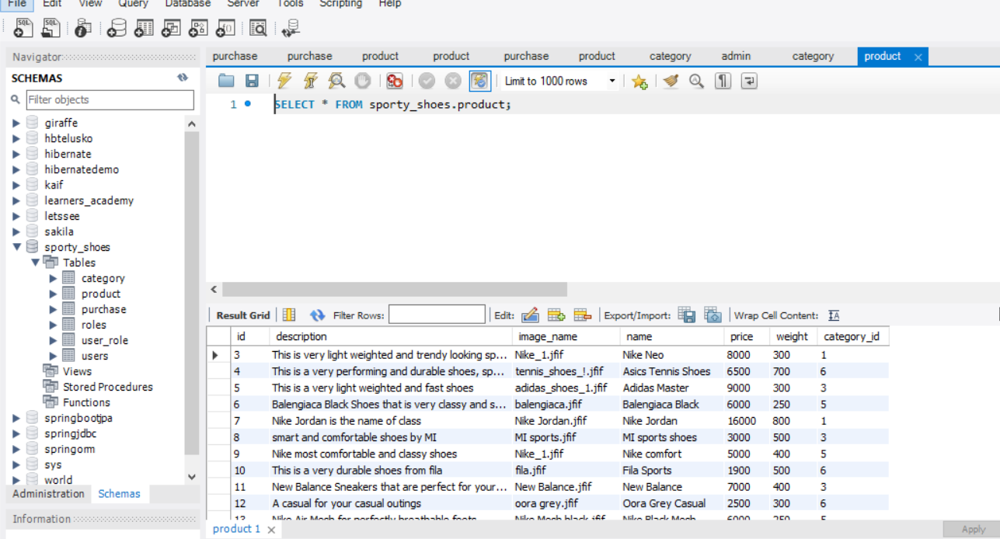 File Edit View Query Database Server Tools Scripting Help
SQL SQL
Navigator
SCHEMAS
Filter objects
giraffe
hbtelusko
hibernate
hibernatedemo
kaif
learners_academy
letssee
sakila
sporty_shoes
Tables
category
product
purchase
roles
user_role
users
Views
Stored Procedures
Functions
springbootjpa
springjdbc
springorm
sys
world
Administration Schemas
Information
purchase purchase product product purchase product category admin category product
Limit to 1000 rows
1 SELECT * FROM sporty_shoes.product;
Result Grid Filter Rows: Edit: Export/Import: Wrap Cell Content: IA
id description image_name name price weight category_id
3 This is very light weighted and trendy looking sp... Nike_1.jfif Nike Neo 8000 300 1
4 This is a very performing and durable shoes, sp... tennis_shoes_!.jfif Asics Tennis Shoes 6500 700 6
5 This is a very light weighted and fast shoes adidas_shoes_1.jfif Adidas Master 9000 300 3
6 Balengiaca Black Shoes that is very classy and s... balengiaca.jfif Balengiaca Black 6000 250 5
7 Nike Jordan is the name of class Nike Jordan.jfif Nike Jordan 16000 800 1
8 smart and comfortable shoes by MI MI sports.jfif MI sports shoes 3000 500 3
9 Nike most comfortable and classy shoes Nike_1.jfif Nike comfort 5000 400 5
10 This is a very durable shoes from fila fila.jfif Fila Sports 1900 500 6
11 New Balance Sneakers that are perfect for your... New Balance.jfif New Balance 7000 400 3
12 A casual for your casual outings oora grey.jfif Oora Grey Casual 2500 300 6
13 Nike Air Mech for perfectly breathable feets Nike Mech black.jfif Nike Black Mech 6000 250 5
product 1
Apply